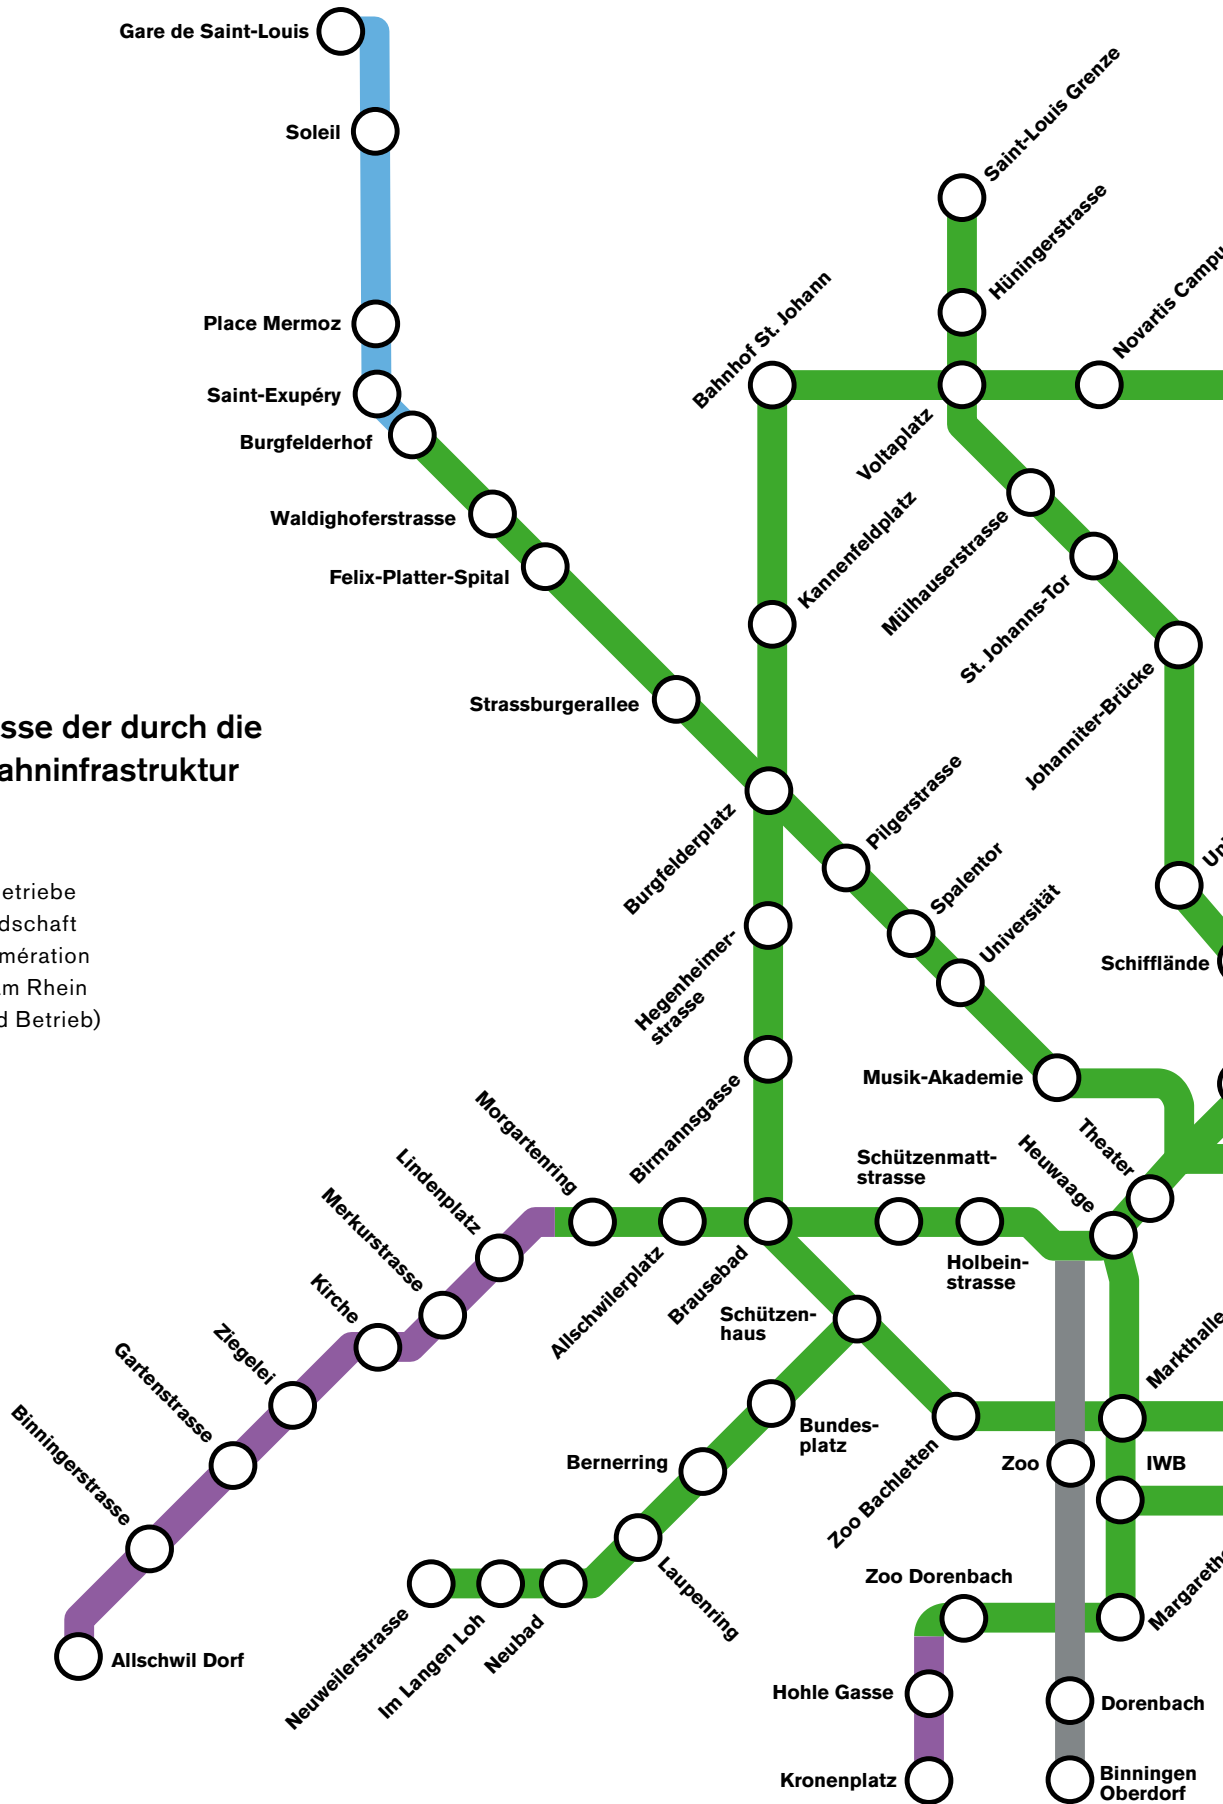 Gare de Saint-Louis
Soleil
Place Mermoz
Saint-Exupéry
Burgfelderhof
Waldighoferstrasse
Felix-Platter-Spital
Strassburgerallee
Saint-Louis Grenze
Hüningerstrasse
Novartis Campu
Bahnhof St. Johann
Voltaplatz
Kannenfeldplatz
Mülhauserstrasse
St. Johanns-Tor
Johanniter-Brücke
sse der durch die
ahninfrastruktur
etriebe
dschaft
mération
m Rhein
d Betrieb)
Burgfelderplatz
Pilgerstrasse
Spalentor
Universität
Un
Schifflände
Hegenheimer-
strasse
Musik-Akademie
Birmannsgasse
Theater
Heuwaage
Schützenmatt-
strasse
Holbein-
strasse
Morgartenring
Lindenplatz
Merkurstrasse
Kirche
Ziegelei
Gartenstrasse
Binningerstrasse
Allschwil Dorf
Allschwilerplatz
Brausebad
Schützen-
haus
Bundes-
platz
Bernerring
Laupenring
Neubad
Im Langen Loh
Neuweilerstrasse
Zoo Bachletten
Markthalle
Zoo
IWB
Zoo Dorenbach
Margarethe
Hohle Gasse
Kronenplatz
Dorenbach
Binningen
Oberdorf